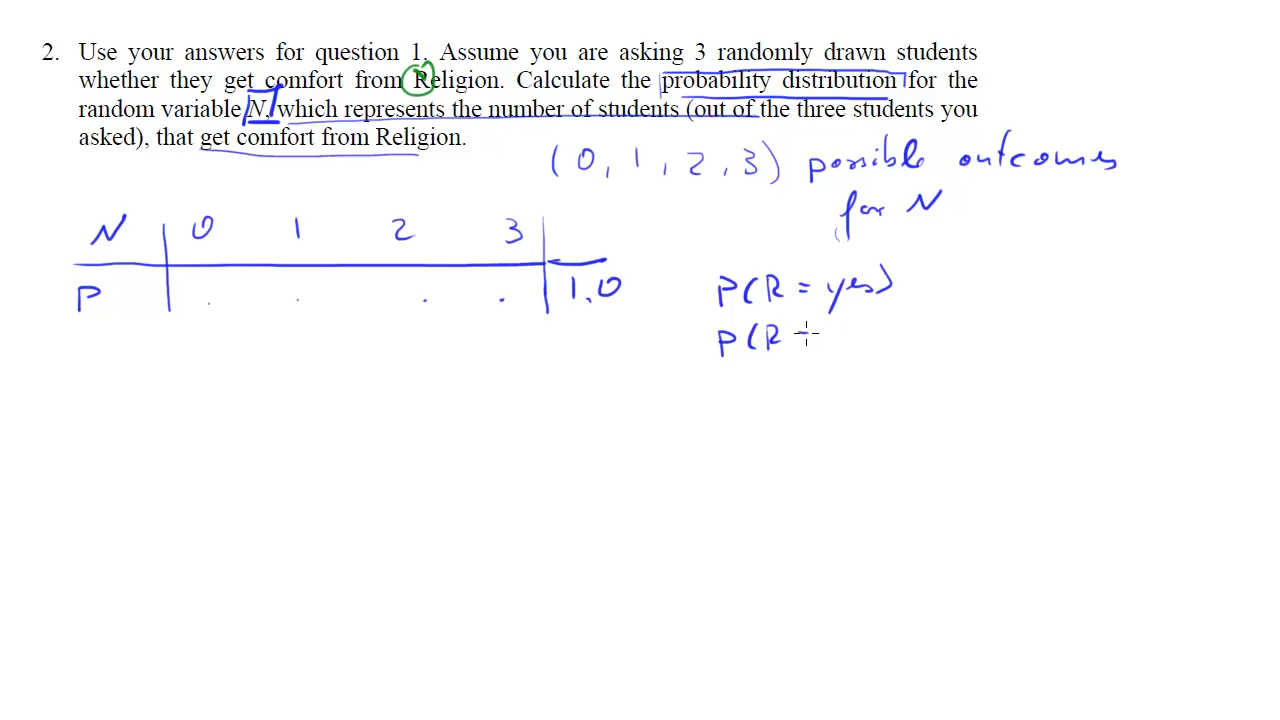 2. Use your answers for question 1. Assume you are asking 3 randomly drawn students
whether they get comfort from Religion. Calculate the probability distribution for the
random variable N, which represents the number of students (out of the three students you
asked), that get comfort from Religion.
(0, 1, 2, 3) possible outcomes
for N
N 0 1 2 3
P . . . . 1.0
P(R = yes)
P(R =